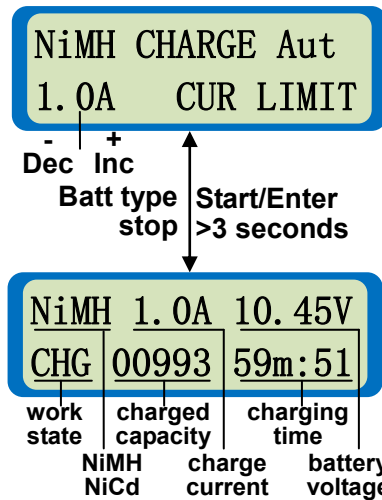 NiMH CHARGE Aut
1.0A CUR LIMIT
- +
Dec Inc
Batt type Start/Enter
stop >3 seconds
NiMH 1.0A 10.45V
CHG 00993 59m:51
work charged charging
state capacity time
NiMH charge battery
NiCd current voltage